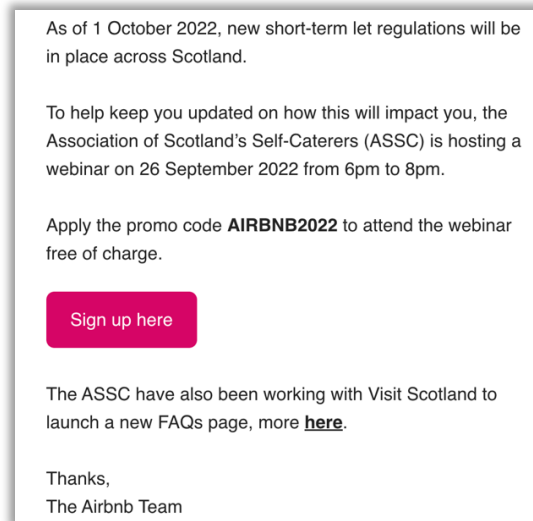 As of 1 October 2022, new short-term let regulations will be
in place across Scotland.
To help keep you updated on how this will impact you, the
Association of Scotland’s Self-Caterers (ASSC) is hosting a
webinar on 26 September 2022 from 6pm to 8pm.
Apply the promo code AIRBNB2022 to attend the webinar
free of charge.
Sign up here
The ASSC have also been working with Visit Scotland to
launch a new FAQs page, more here.
Thanks,
The Airbnb Team